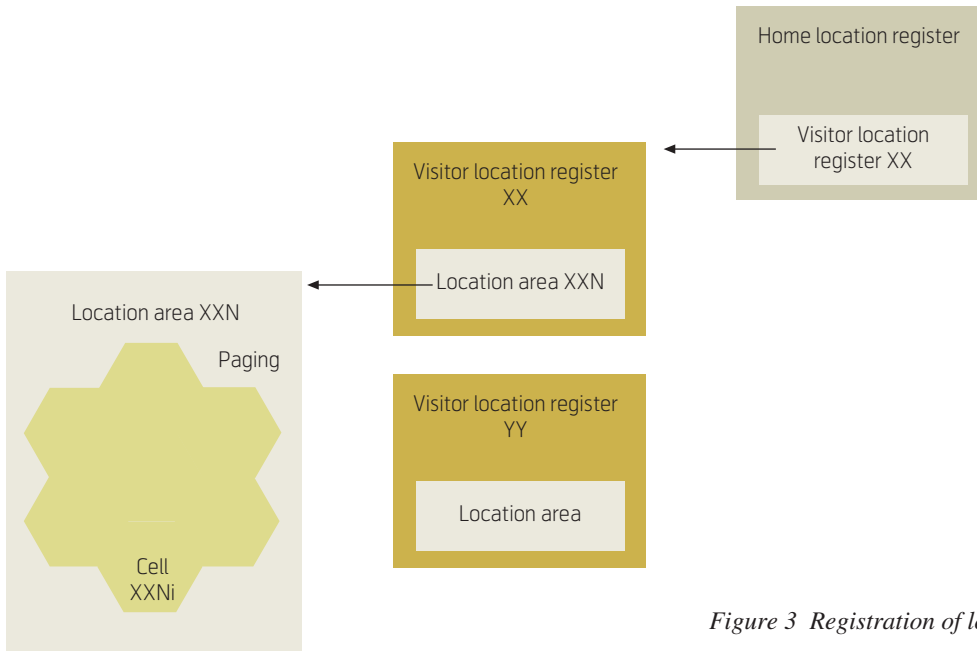 Home location register
Visitor location
register XX
Visitor location register
XX
Location area XXN
Location area XXN
Paging
Cell
XXNi
Visitor location register
YY
Location area
Figure 3 Registration of